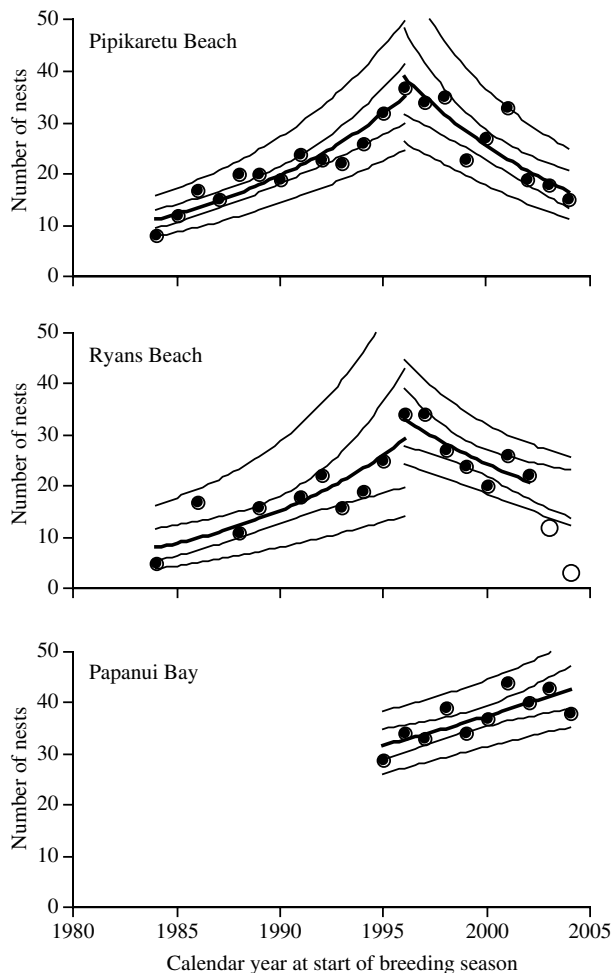 50
Pipikaretu Beach
40
30
20
10
0
Number of nests
50
Ryans Beach
40
30
20
10
0
Number of nests
50
Papanui Bay
40
30
20
10
0
Number of nests
1980 1985 1990 1995 2000 2005
Calendar year at start of breeding season